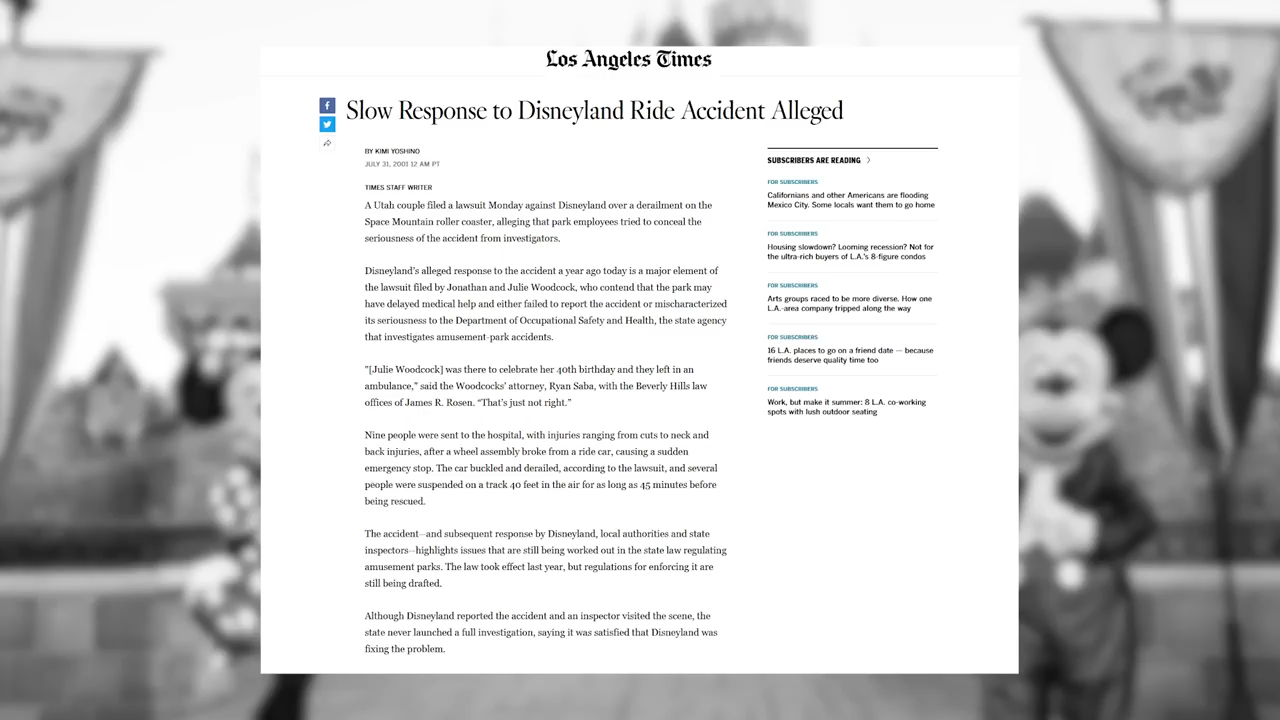 Los Angeles Times
Slow Response to Disneyland Ride Accident Alleged
BY KIMI YOSHINO
JULY 31, 2001 12 AM PT
TIMES STAFF WRITER
A Utah couple filed a lawsuit Monday against Disneyland over a derailment on the
Space Mountain roller coaster, alleging that park employees tried to conceal the
seriousness of the accident from investigators.
Disneyland's alleged response to the accident a year ago today is a major element of
the lawsuit filed by Jonathan and Julie Woodcock, who contend that the park may
have delayed medical help and either failed to report the accident or mischaracterized
its seriousness to the Department of Occupational Safety and Health, the state agency
that investigates amusement-park accidents.
"[Julie Woodcock] was there to celebrate her 40th birthday and they left in an
ambulance," said the Woodcocks' attorney, Ryan Saba, with the Beverly Hills law
offices of James R. Rosen. "That's just not right."
Nine people were sent to the hospital, with injuries ranging from cuts to neck and
back injuries, after a wheel assembly broke from a ride car, causing a sudden
emergency stop. The car buckled and derailed, according to the lawsuit, and several
people were suspended on a track 40 feet in the air for as long as 45 minutes before
being rescued.
The accident--and subsequent response by Disneyland, local authorities and state
inspectors--highlights issues that are still being worked out in the state law regulating
amusement parks. The law took effect last year, but regulations for enforcing it are
still being drafted.
Although Disneyland reported the accident and an inspector visited the scene, the
state never launched a full investigation, saying it was satisfied that Disneyland was
fixing the problem.
SUBSCRIBERS ARE READING >
FOR SUBSCRIBERS
Californians and other Americans are flooding
Mexico City. Some locals want them to go home
FOR SUBSCRIBERS
Housing slowdown? Looming recession? Not for
the ultra-rich buyers of L.A.'s 8-figure condos
FOR SUBSCRIBERS
Arts groups raced to be more diverse. How one
L.A.-area company tripped along the way
FOR SUBSCRIBERS
16 L.A. places to go on a friend date — because
friends deserve quality time too
FOR SUBSCRIBERS
Work, but make it summer: 8 L.A. co-working
spots with lush outdoor seating